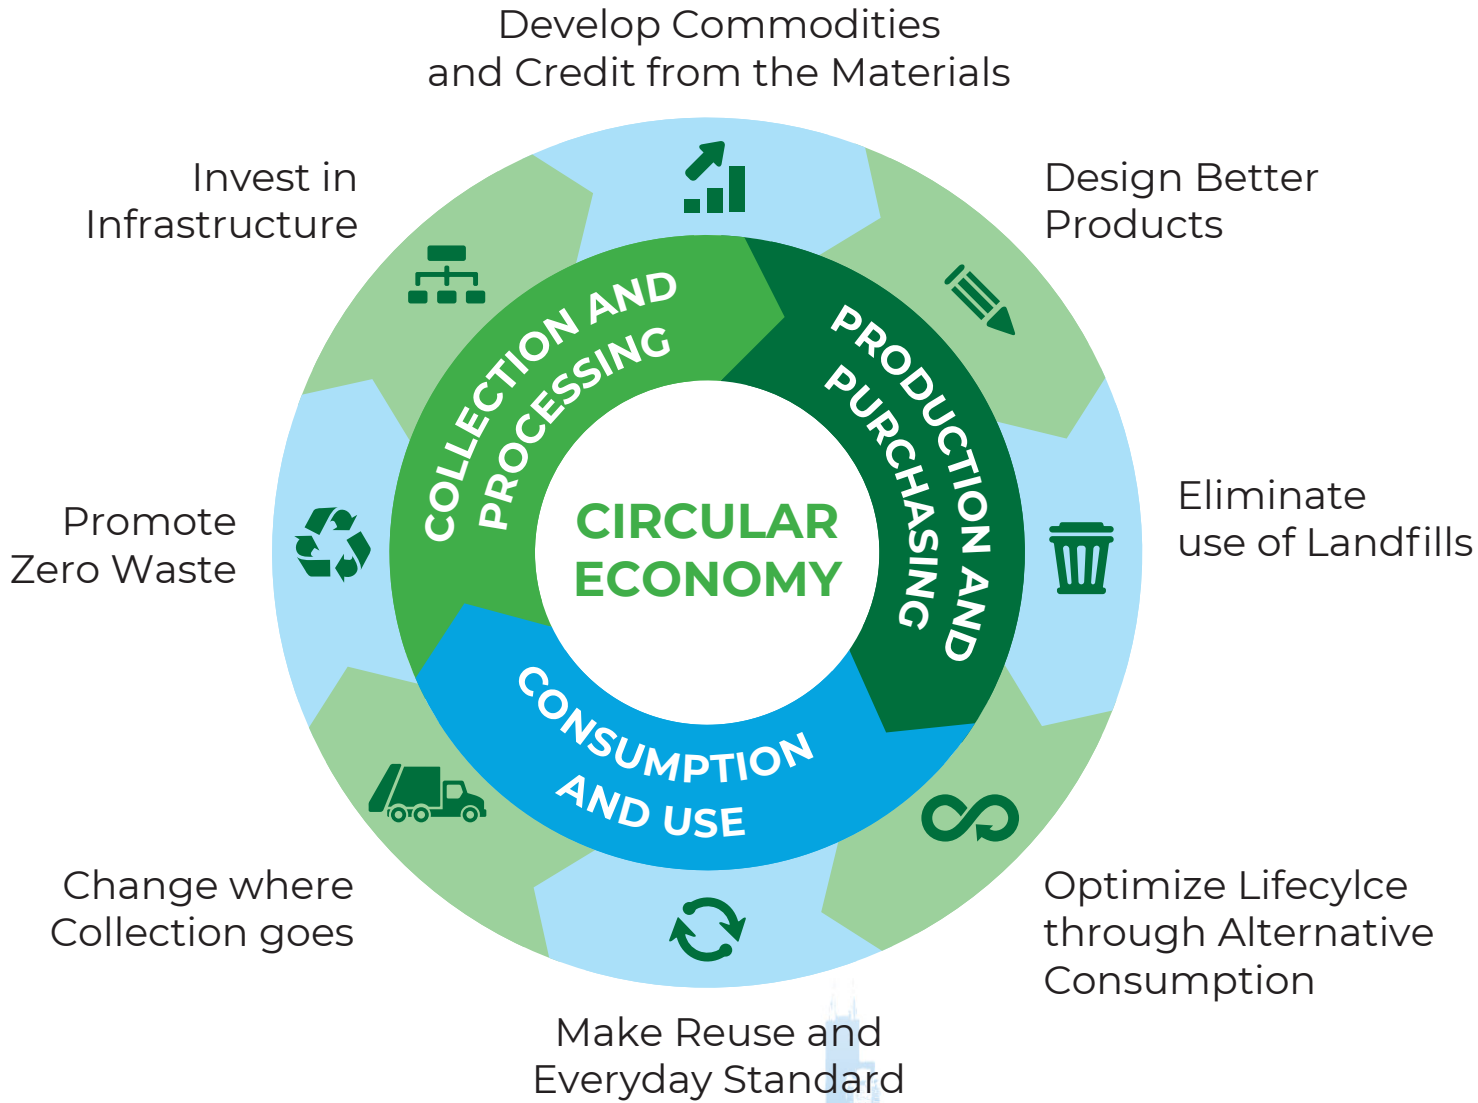 Develop Commodities
and Credit from the Materials
Design Better
Products
Eliminate
use of Landfills
Optimize Lifecylce
through Alternative
Consumption
Make Reuse and
Everyday Standard
Change where
Collection goes
Promote
Zero Waste
Invest in
Infrastructure
COLLECTION AND
PROCESSING
PRODUCTION AND
PURCHASING
CONSUMPTION
AND USE
CIRCULAR
ECONOMY